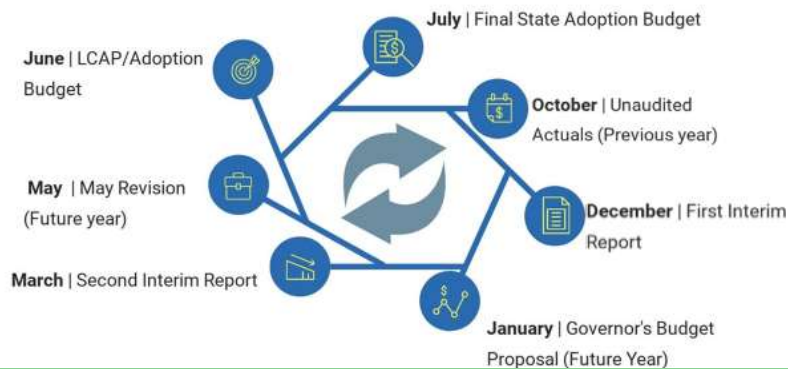 July | Final State Adoption Budget
October | Unaudited
Actuals (Previous year)
December | First Interim
Report
January | Governor's Budget
Proposal (Future Year)
March | Second Interim Report
May | May Revision
(Future year)
June | LCAP/Adoption
Budget